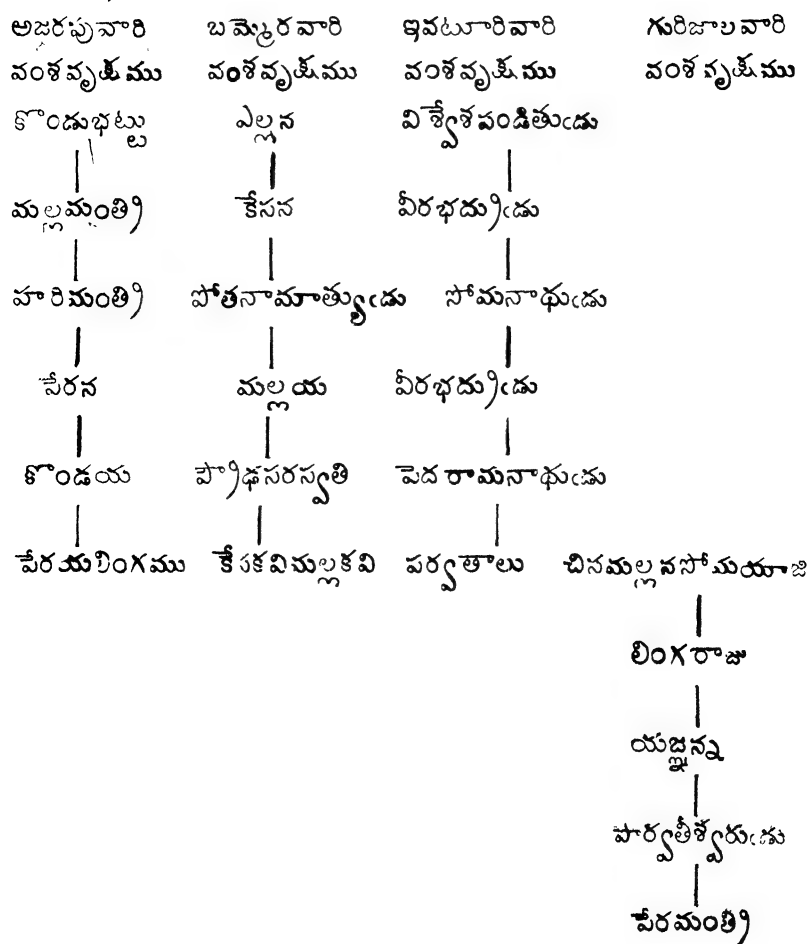 అజరపువారి బమ్మెరవారి ఇవటూరివారి గురిజాలవారి
వంశవృక్షము వంశవృక్షము వంశవృక్షము వంశవృక్షము
కొండుభట్టు ఎల్లన విశ్వేశపండితుఁడు
మల్లమంత్రి కేసన వీరభద్రుఁడు
హరిమంత్రి పోతనామాత్యుఁడు సోమనాథుఁడు
సేరన మల్లయ వీరభద్రుఁడు
కొండయ ప్రౌఢసరస్వతి పెదరామనాథుఁడు
పేరయలింగము కేసకవిమల్లకవి పర్వతాలు చినమల్లనసోమయాజి
లింగరాజు
యజ్ఞన్న
పార్వతీశ్వరుఁడు
పేరమంత్రి